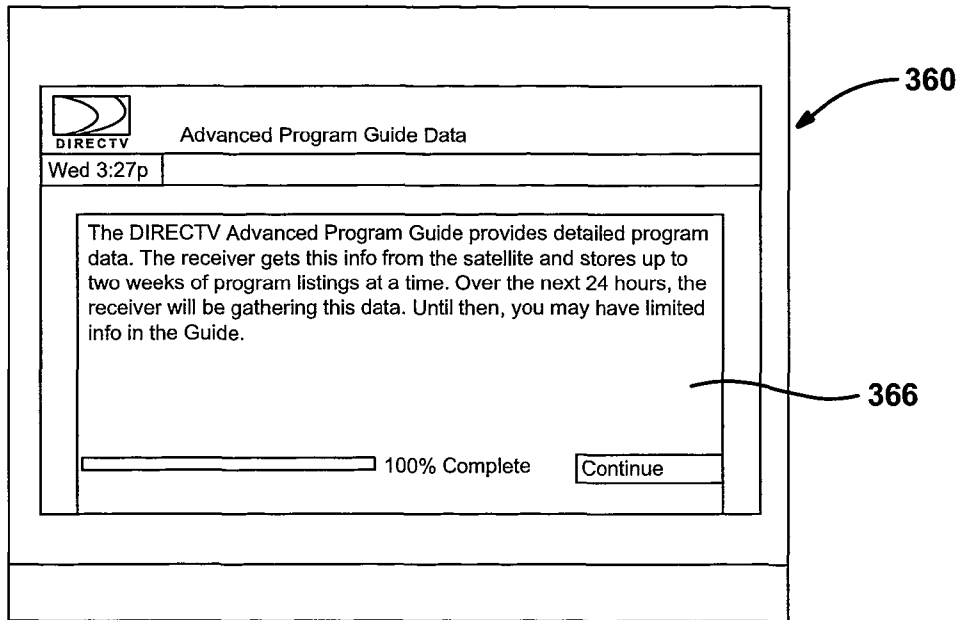 360
DIRECTV
Advanced Program Guide Data
Wed 3:27p
The DIRECTV Advanced Program Guide provides detailed program
data. The receiver gets this info from the satellite and stores up to
two weeks of program listings at a time. Over the next 24 hours, the
receiver will be gathering this data. Until then, you may have limited
info in the Guide.
366
100% Complete
Continue